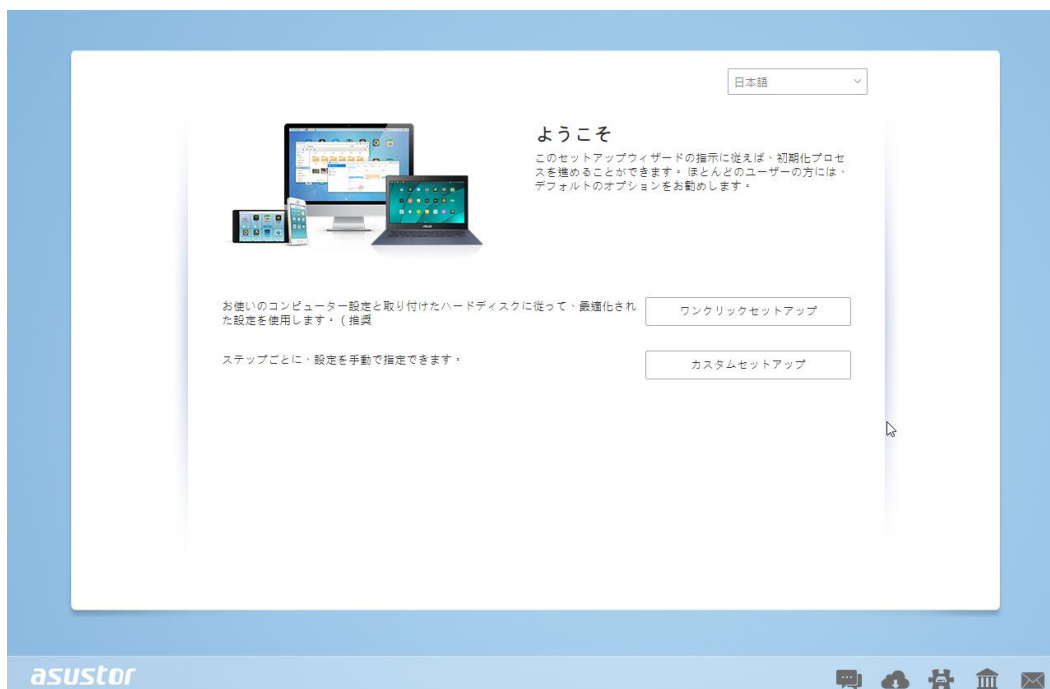 日本語
ようこそ
このセットアップウィザードの指示に従えば、初期化プロセ
スを進めることができます。ほとんどのユーザーの方には、
デフォルトのオプションをお勧めします。
お使いのコンピューター設定と取り付けたハードディスクに従って、最適化され
た設定を使用します。(推奨
ワンクリックセットアップ
ステップごとに、設定を手動で指定できます。
カスタムセットアップ
asustor